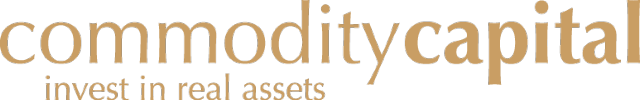 commoditycapital
invest in real assets